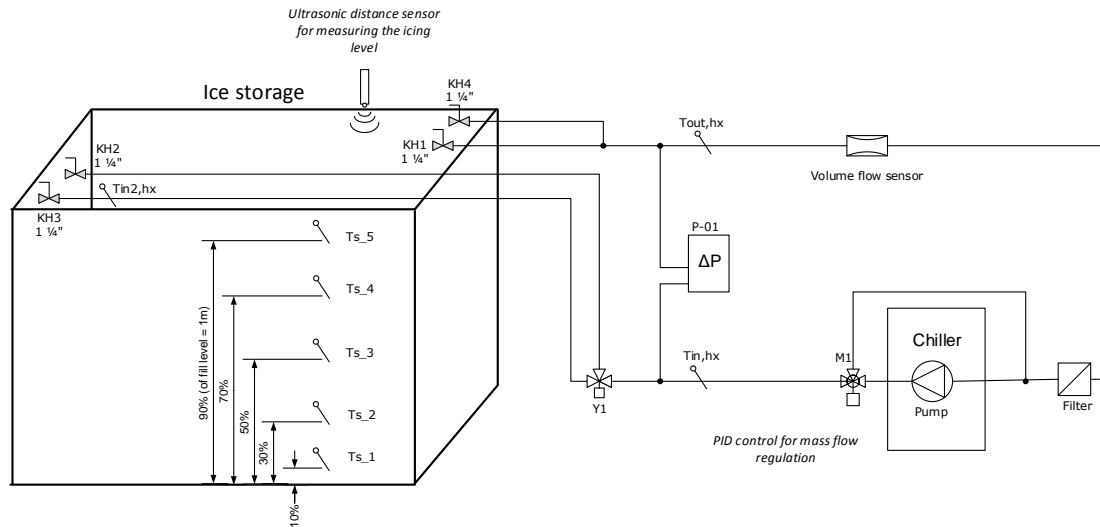 Ultrasonic distance sensor
for measuring the icing
level
Ice storage
KH4
1 ¼"
KH1
1 ¼"
KH2
1 ¼"
KH3
1 ¼"
Tin2,hx
Tout,hx
Volume flow sensor
P-01
ΔP
Ts_5
Ts_4
Ts_3
Ts_2
Ts_1
90% (of fill level = 1m)
70%
50%
30%
10%
Y1
Tin,hx
M1
Chiller
Pump
Filter
PID control for mass flow
regulation